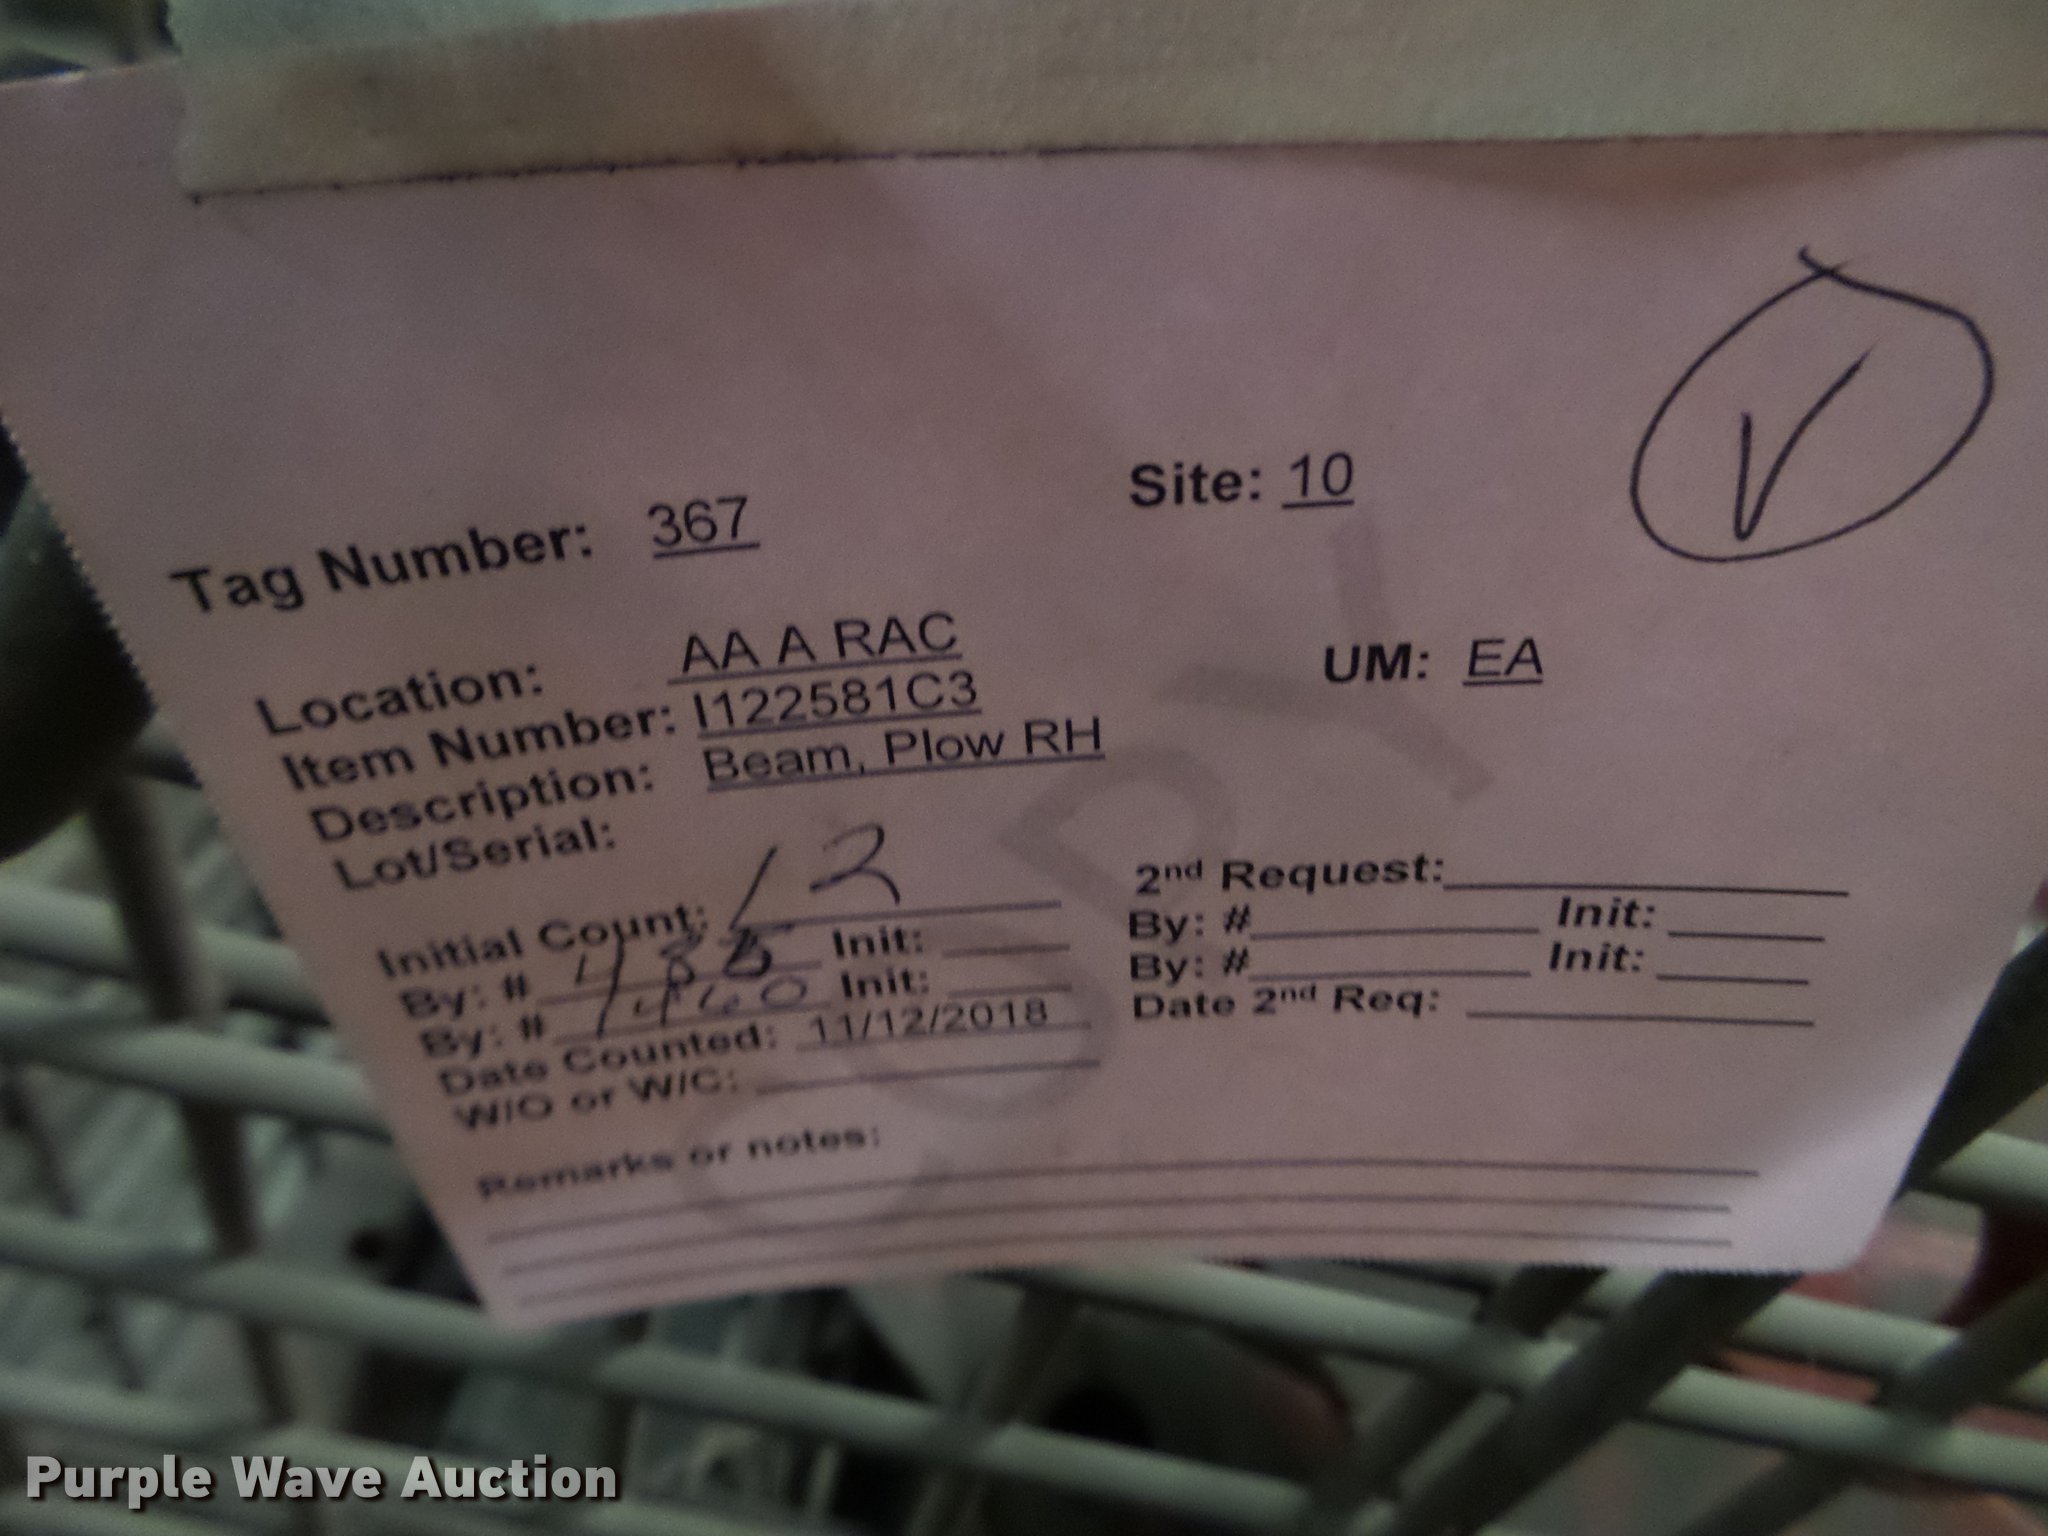 Tag Number: 367 Site: 10
Location: AA A RAC UM: EA
Item Number: I122581C3
Description: Beam, Plow RH
Lot/Serial:
Initial Count: 12 2nd Request:
By: # Init: By: # Init:
By: # 1460 Init: By: # Init:
Date Counted: 11/12/2018 Date 2nd Req:
W/O or W/C:
Remarks or notes:
COPY
Purple Wave Auction